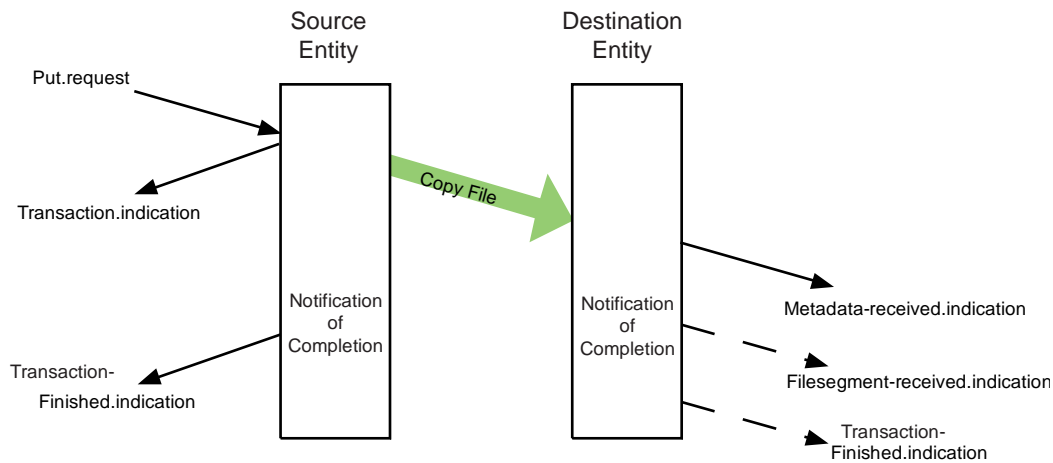 Source
Entity
Destination
Entity
Put.request
Copy File
Transaction.indication
Metadata-received.indication
Notification
of
Completion
Notification
of
Completion
Transaction-
Finished.indication
Filesegment-received.indication
Transaction-
Finished.indication